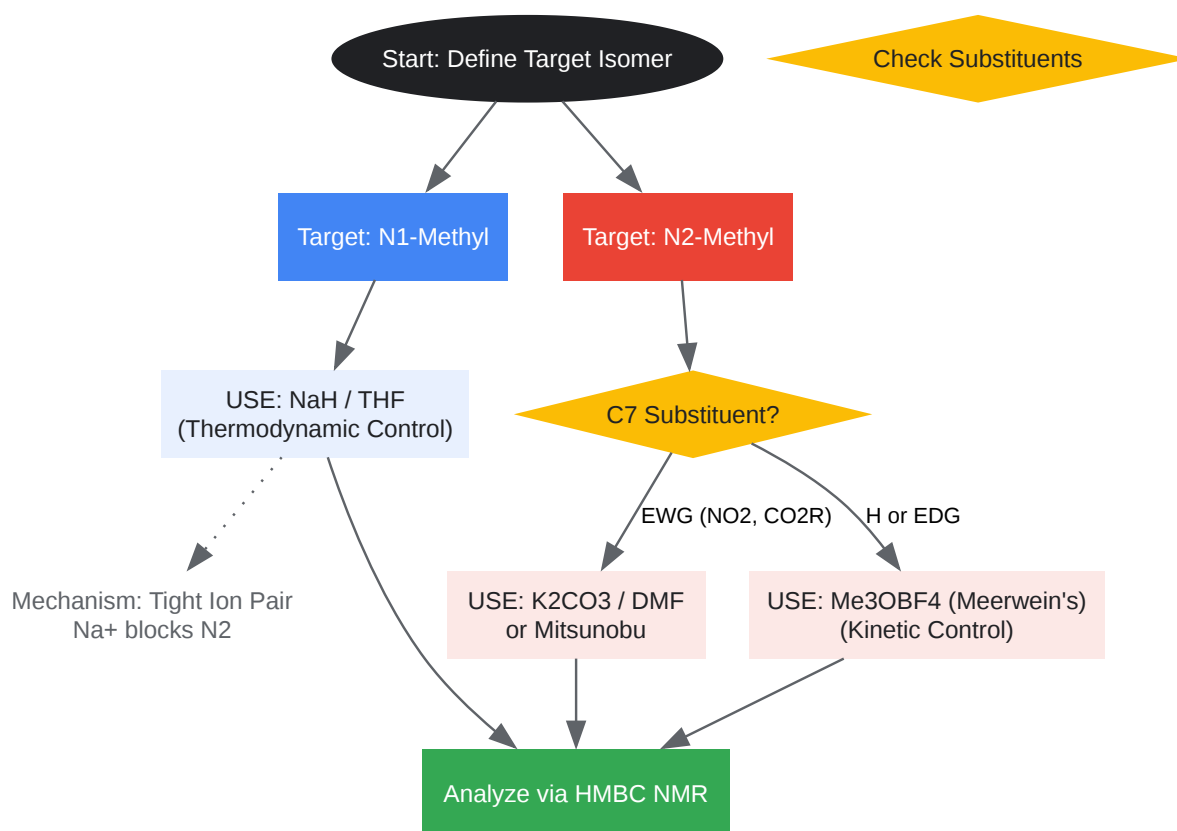 Start: Define Target Isomer
Check Substituents
Target: N1-Methyl
Target: N2-Methyl
USE: NaH / THF
(Thermodynamic Control)
C7 Substituent?
EWG (NO2, CO2R)
H or EDG
Mechanism: Tight Ion Pair
Na+ blocks N2
USE: K2CO3 / DMF
or Mitsunobu
USE: Me3OBF4 (Meerwein's)
(Kinetic Control)
Analyze via HMBC NMR